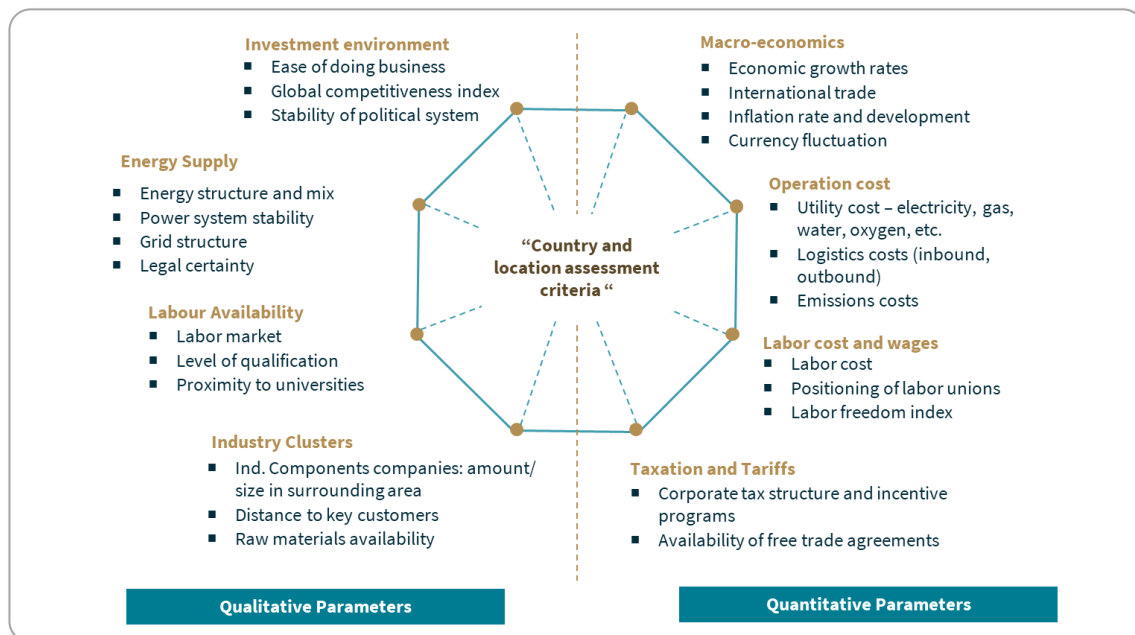 Investment environment
■ Ease of doing business
■ Global competitiveness index
■ Stability of political system
Energy Supply
■ Energy structure and mix
■ Power system stability
■ Grid structure
■ Legal certainty
Labour Availability
■ Labor market
■ Level of qualification
■ Proximity to universities
Industry Clusters
■ Ind. Components companies: amount/
size in surrounding area
■ Distance to key customers
■ Raw materials availability
Qualitative Parameters
“Country and
location assessment
criteria “
Macro-economics
■ Economic growth rates
■ International trade
■ Inflation rate and development
■ Currency fluctuation
Operation cost
■ Utility cost – electricity, gas,
water, oxygen, etc.
■ Logistics costs (inbound,
outbound)
■ Emissions costs
Labor cost and wages
■ Labor cost
■ Positioning of labor unions
■ Labor freedom index
Taxation and Tariffs
■ Corporate tax structure and incentive
programs
■ Availability of free trade agreements
Quantitative Parameters